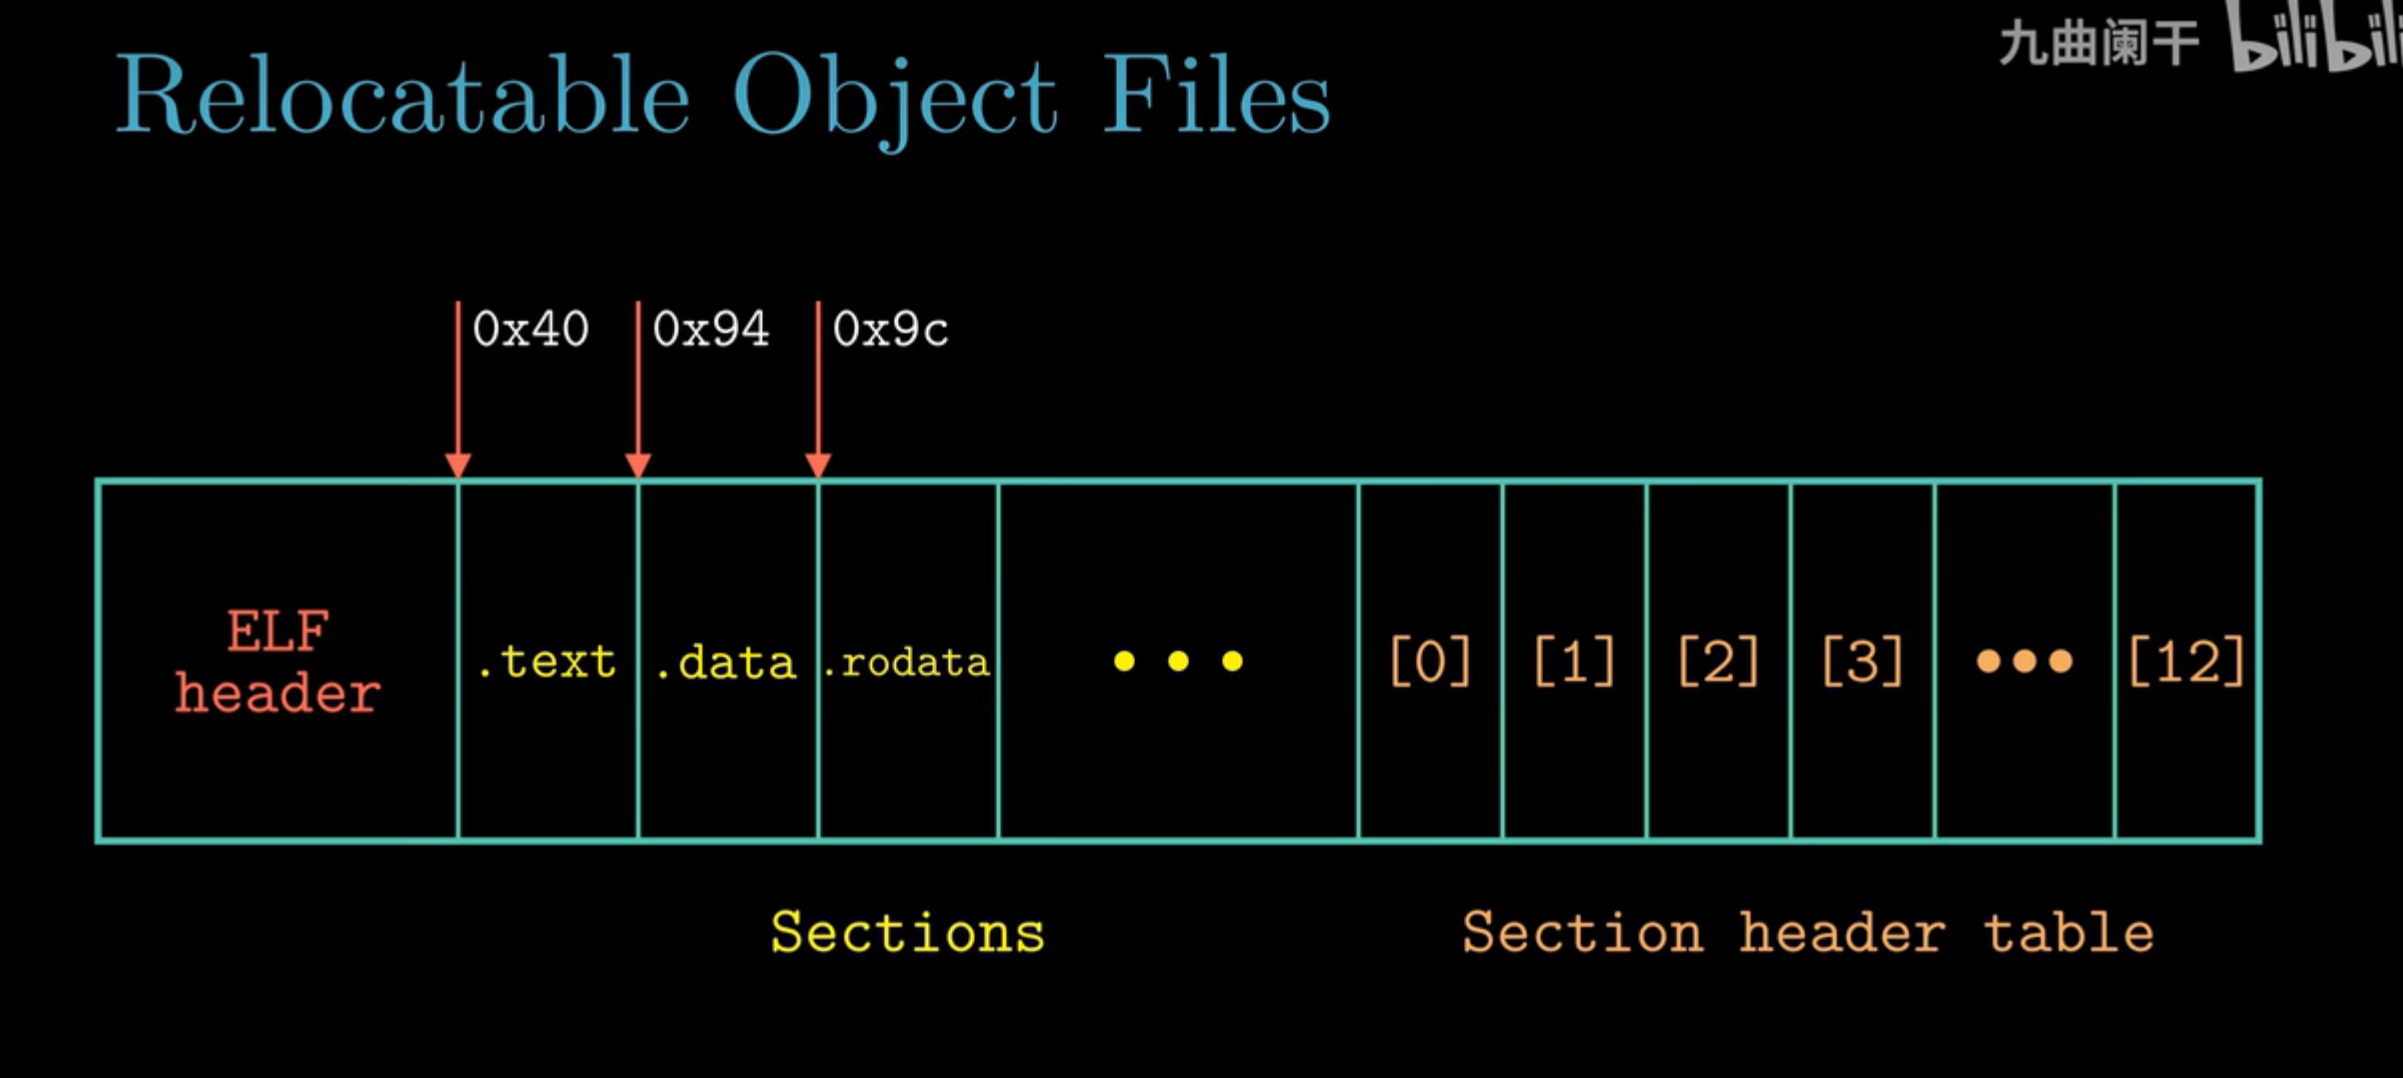 Relocatable Object Files
九曲阑干 bilibili
0x40 0x94 0x9c
ELF
header
.text .data .rodata ... [0] [1] [2] [3] ... [12]
Sections Section header table